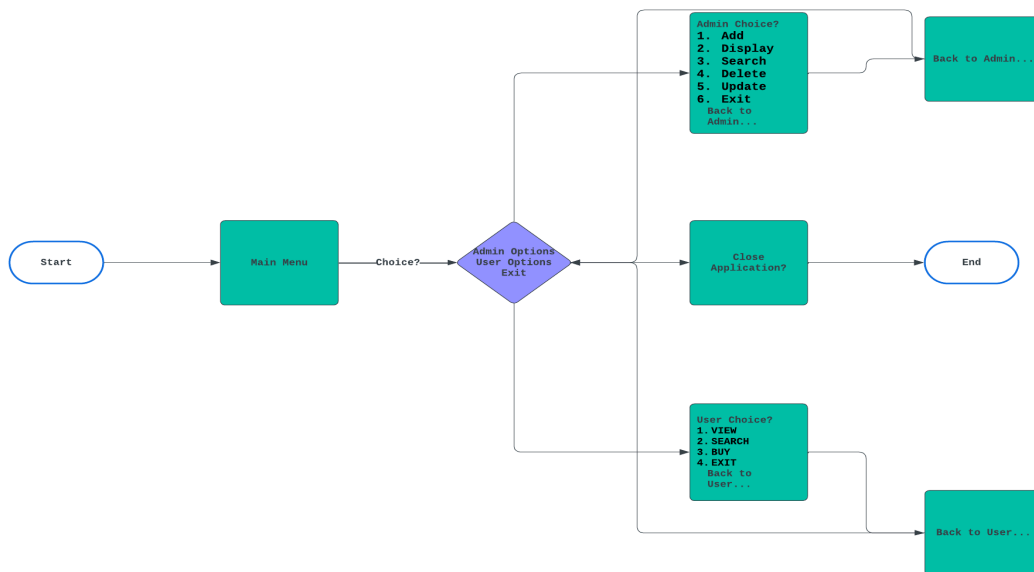 Admin Choice?
1. Add
2. Display
3. Search
4. Delete
5. Update
6. Exit
Back to
Admin...
Back to Admin...
Start
Main Menu
Choice?
Admin Options
User Options
Exit
Close
Application?
End
User Choice?
1. VIEW
2. SEARCH
3. BUY
4. EXIT
Back to
User...
Back to User...